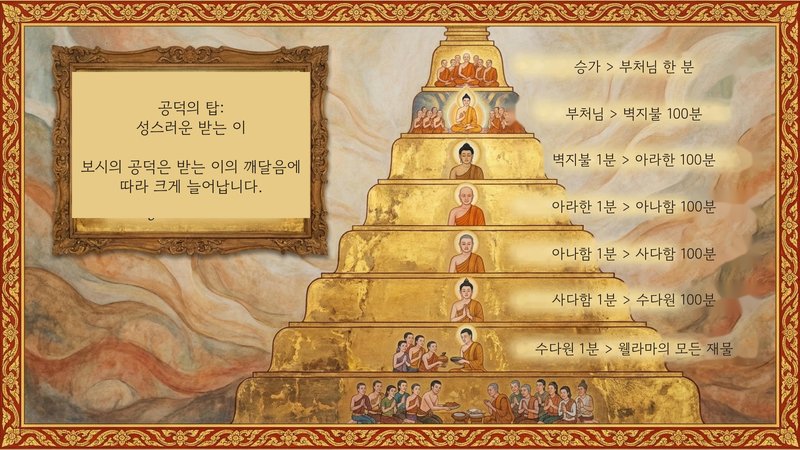 공덕의 탑:
성스러운 받는 이
보시의 공덕은 받는 이의 깨달음에
따라 크게 늘어납니다.
승가 > 부처님 한 분
부처님 > 벽지불 100분
벽지불 1분 > 아라한 100분
아라한 1분 > 아나함 100분
아나함 1분 > 사다함 100분
사다함 1분 > 수다원 100분
수다원 1분 > 웰라마의 모든 재물